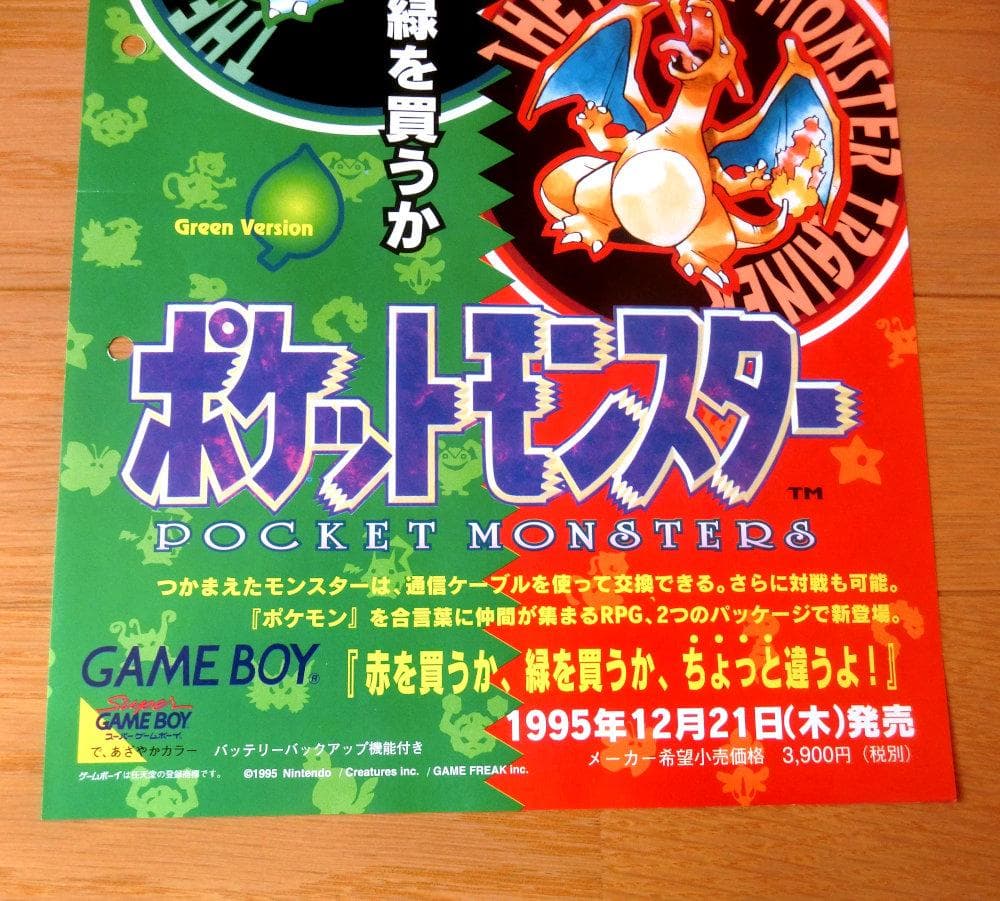 THE
緑を買うか
THE
MONSTER TRAINER
Green Version
ポケットモンスター
TM
POCKET MONSTERS
つかまえたモンスターは、通信ケーブルを使って交換できる。さらに対戦も可能。
『ポケモン』を合言葉に仲間が集まるRPG、2つのパッケージで新登場。
GAME BOY®
『赤を買うか、緑を買うか、ちょっと違うよ!』
Super
GAME BOY
スーパーゲームボーイ
で、あざやかカラー
1995年12月21日(木)発売
バッテリーバックアップ機能付き
メーカー希望小売価格 3,900円(税別)
ゲームボーイは任天堂の登録商標です。
©1995 Nintendo /Creatures inc. /GAME FREAK inc.